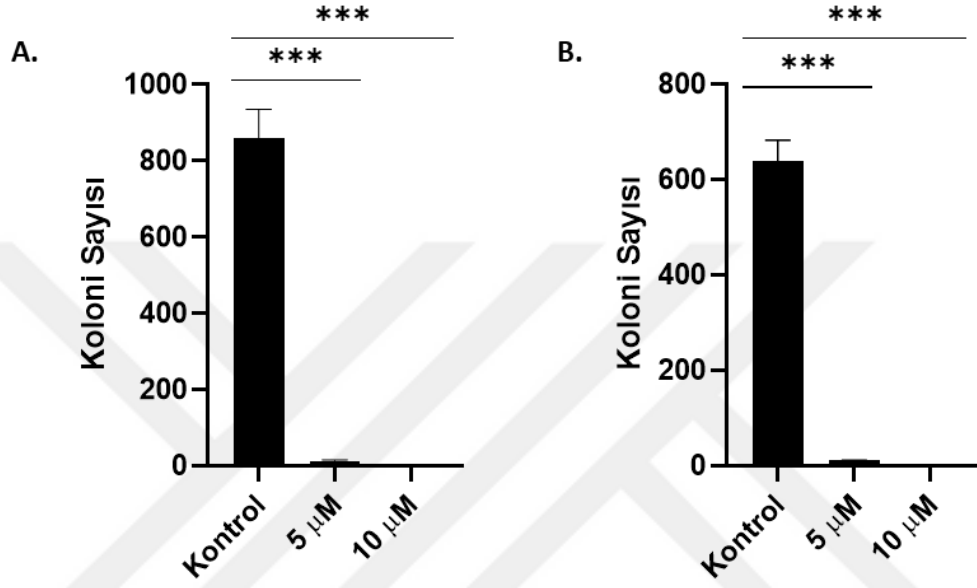 A.
***
***
Koloni Sayısı
1000
800
600
400
200
0
Kontrol
5 μM
10 μM
B.
***
***
Koloni Sayısı
800
600
400
200
0
Kontrol
5 μM
10 μM